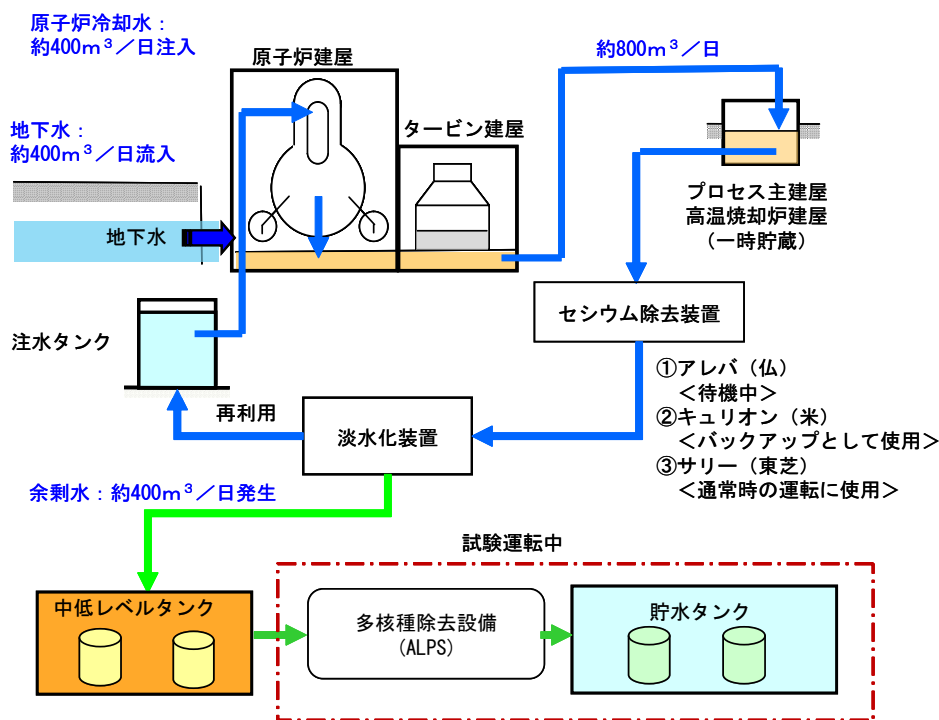 原子炉冷却水：
約400ｍ³／日注入
原子炉建屋
約800ｍ³／日
地下水：
約400ｍ³／日流入
タービン建屋
地下水
プロセス主建屋
高温焼却炉建屋
（一時貯蔵）
注水タンク
セシウム除去装置
①アレバ（仏）
＜待機中＞
②キュリオン（米）
＜バックアップとして使用＞
③サリー（東芝）
＜通常時の運転に使用＞
再利用
淡水化装置
余剰水：約400ｍ³／日発生
試験運転中
中低レベルタンク
多核種除去設備
(ALPS)
貯水タンク